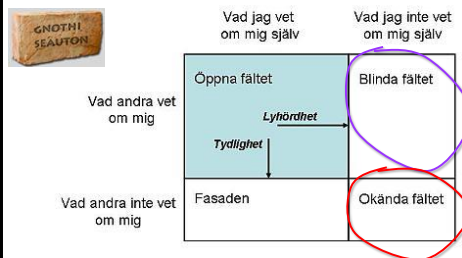 GNOTHI
SEAUTON
Vad jag vet
om mig själv
Vad jag inte vet
om mig själv
Vad andra vet
om mig
Öppna fältet
Blinda fältet
Lyhördhet
Tydlighet
Vad andra inte vet
om mig
Fasaden
Okända fältet